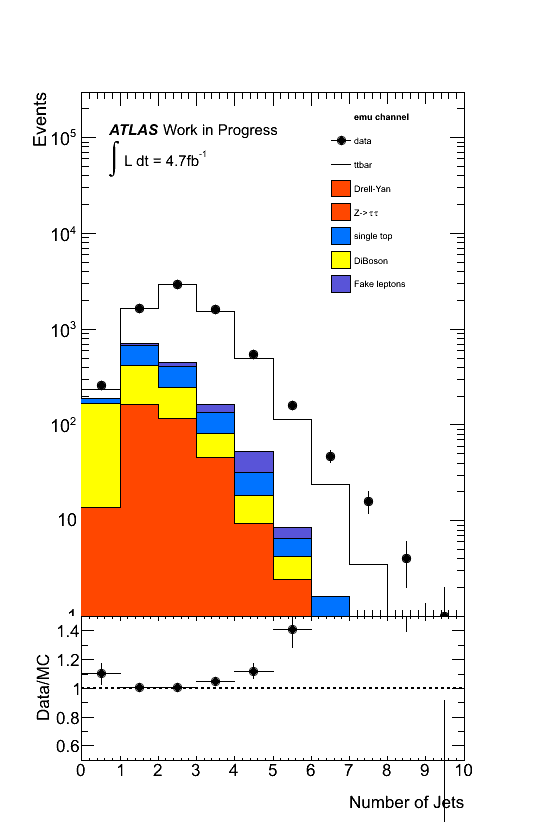 Events
10⁵
10⁴
10³
10²
10
1
ATLAS Work in Progress
∫ L dt = 4.7fb⁻¹
emu channel
data
ttbar
Drell-Yan
Z->ττ
single top
DiBoson
Fake leptons
Data/MC
1.4
1.2
1
0.8
0.6
0 1 2 3 4 5 6 7 8 9 10
Number of Jets